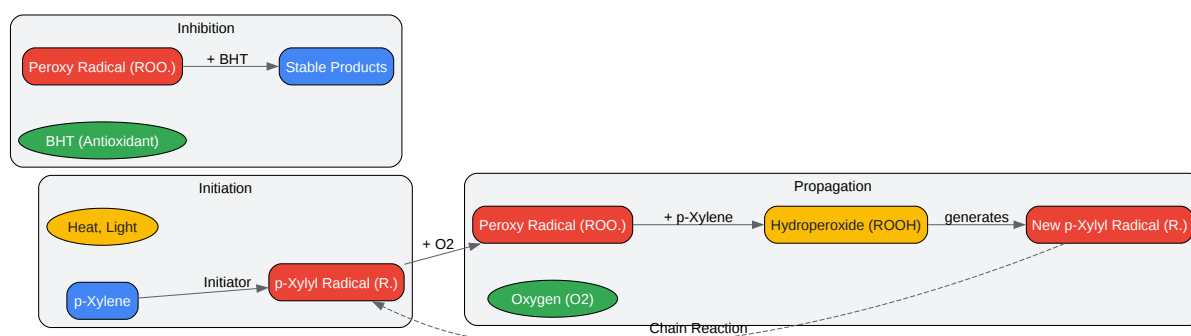 Inhibition
Peroxy Radical (ROO.)
+ BHT
Stable Products
BHT (Antioxidant)
Initiation
Heat, Light
p-Xylene
Initiator
p-Xylyl Radical (R.)
+ O2
Propagation
Peroxy Radical (ROO.)
+ p-Xylene
Hydroperoxide (ROOH)
generates
New p-Xylyl Radical (R.)
Oxygen (O2)
Chain Reaction